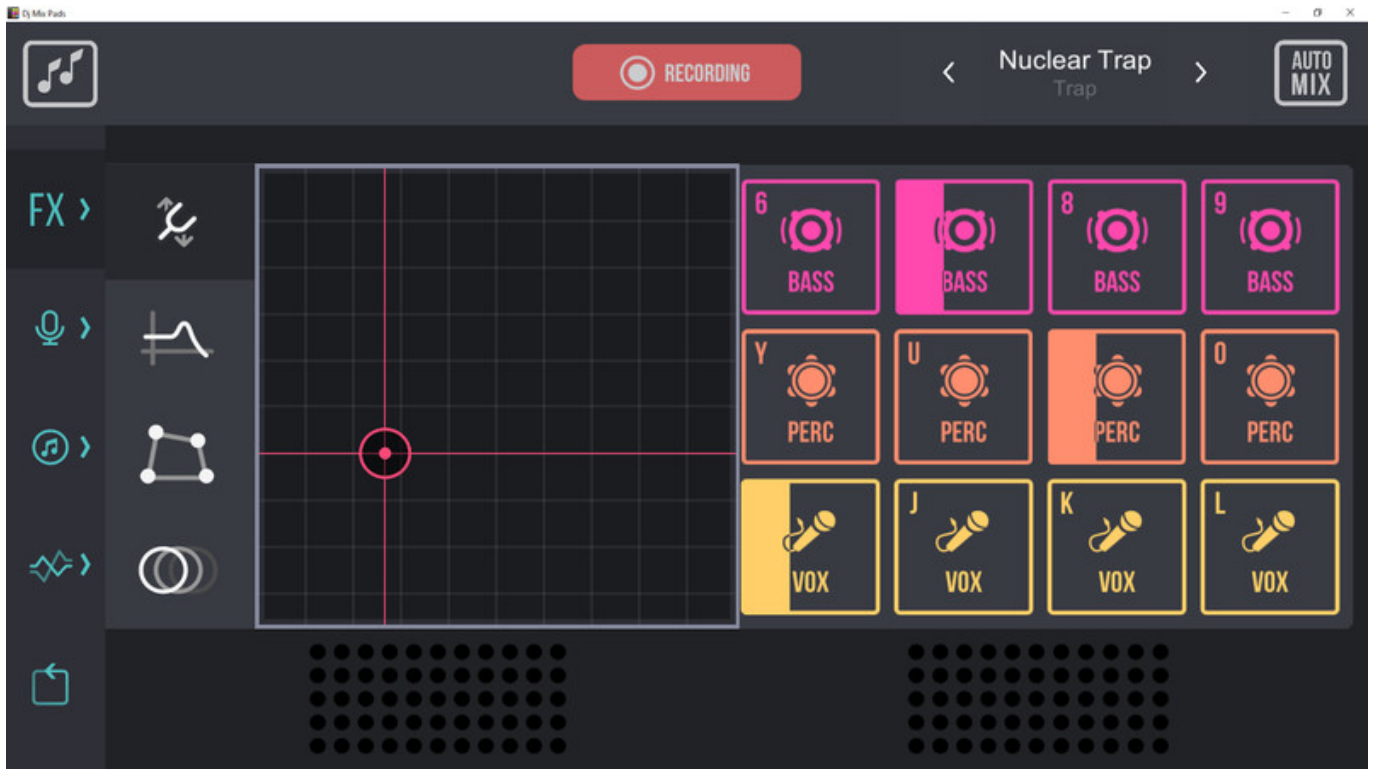 Dj Mix Pads
RECORDING
Nuclear Trap
Trap
AUTO
MIX
FX
6
BASS
BASS
8
BASS
9
BASS
Y
PERC
U
PERC
PERC
O
PERC
VOX
J
VOX
K
VOX
L
VOX